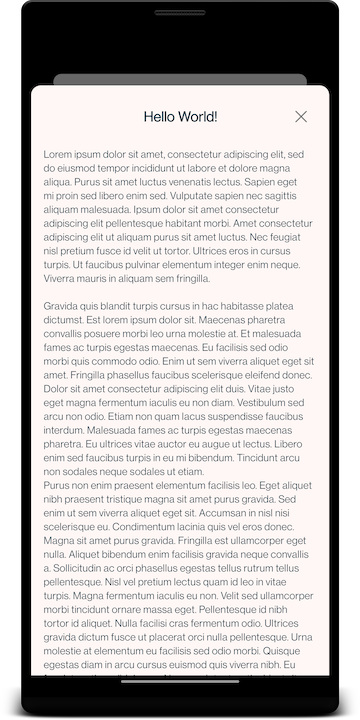 Hello World!
Lorem ipsum dolor sit amet, consectetur adipiscing elit, sed
do eiusmod tempor incididunt ut labore et dolore magna
aliqua. Purus sit amet luctus venenatis lectus. Sapien eget
mi proin sed libero enim sed. Vulputate sapien nec sagittis
aliquam malesuada. Ipsum dolor sit amet consectetur
adipiscing elit pellentesque habitant morbi. Amet consectetur
adipiscing elit ut aliquam purus sit amet luctus. Nec feugiat
nisl pretium fusce id velit ut tortor. Ultrices eros in cursus
turpis. Ut faucibus pulvinar elementum integer enim neque.
Viverra mauris in aliquam sem fringilla.
Gravida quis blandit turpis cursus in hac habitasse platea
dictumst. Est lorem ipsum dolor sit. Maecenas pharetra
convallis posuere morbi leo urna molestie at. Et malesuada
fames ac turpis egestas maecenas. Eu facilisis sed odio
morbi quis commodo odio. Enim ut sem viverra aliquet eget sit
amet. Fringilla phasellus faucibus scelerisque eleifend donec.
Dolor sit amet consectetur adipiscing elit duis. Vitae justo
eget magna fermentum iaculis eu non diam. Vestibulum sed
arcu non odio. Etiam non quam lacus suspendisse faucibus
interdum. Malesuada fames ac turpis egestas maecenas
pharetra. Eu ultrices vitae auctor eu augue ut lectus. Libero
enim sed faucibus turpis in eu mi bibendum. Tincidunt arcu
non sodales neque sodales ut etiam.
Purus non enim praesent elementum facilisis leo. Eget aliquet
nibh praesent tristique magna sit amet purus gravida. Sed
enim ut sem viverra aliquet eget sit. Accumsan in nisl nisi
scelerisque eu. Condimentum lacinia quis vel eros donec.
Magna sit amet purus gravida. Fringilla est ullamcorper eget
nulla. Aliquet bibendum enim facilisis gravida neque convallis
a. Sollicitudin ac orci phasellus egestas tellus rutrum tellus
pellentesque. Nisl vel pretium lectus quam id leo in vitae
turpis. Magna fermentum iaculis eu non. Velit sed ullamcorper
morbi tincidunt ornare massa eget. Pellentesque id nibh
tortor id aliquet. Nulla facilisi cras fermentum odio. Ultrices
gravida dictum fusce ut placerat orci nulla pellentesque. Urna
molestie at elementum eu facilisis sed odio morbi. Quisque
egestas diam in arcu cursus euismod quis viverra nibh. Eu